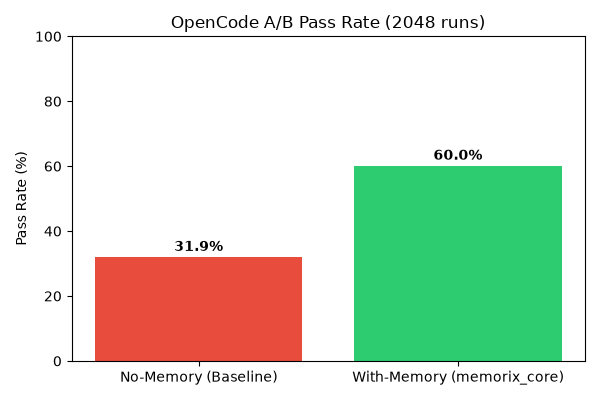 OpenCode A/B Pass Rate (2048 runs)
100
80
60
40
20
0
Pass Rate (%)
31.9%
60.0%
No-Memory (Baseline)
With-Memory (memorix_core)